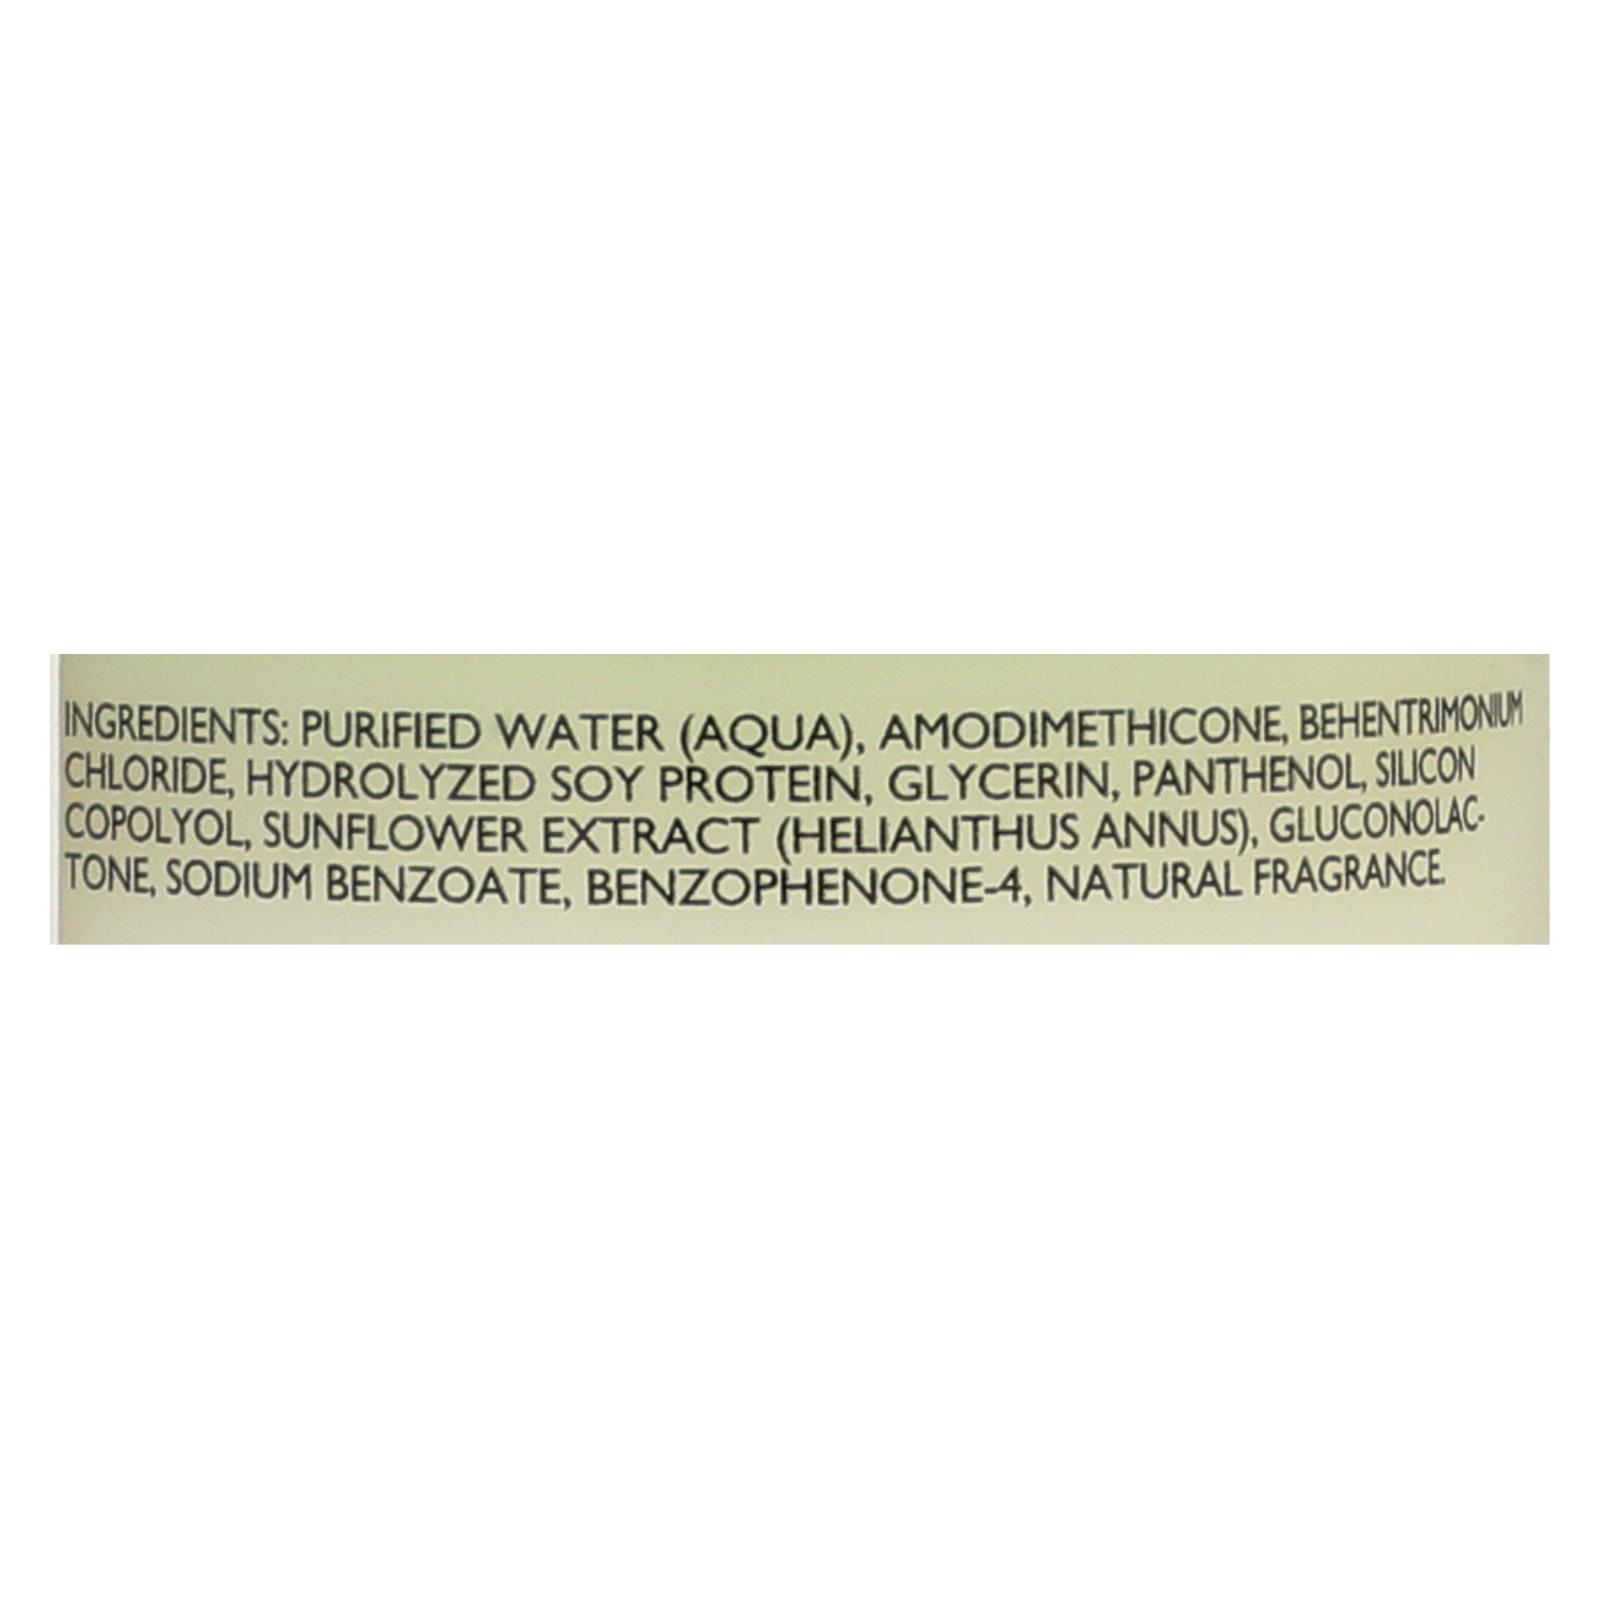 INGREDIENTS: PURIFIED WATER (AQUA), AMODIMETHICONE, BEHENTRIMONIUM
CHLORIDE, HYDROLYZED SOY PROTEIN, GLYCERIN, PANTHENOL, SILICON
COPOLYOL, SUNFLOWER EXTRACT (HELIANTHUS ANNUS), GLUCONOLAC-
TONE, SODIUM BENZOATE, BENZOPHENONE-4, NATURAL FRAGRANCE.